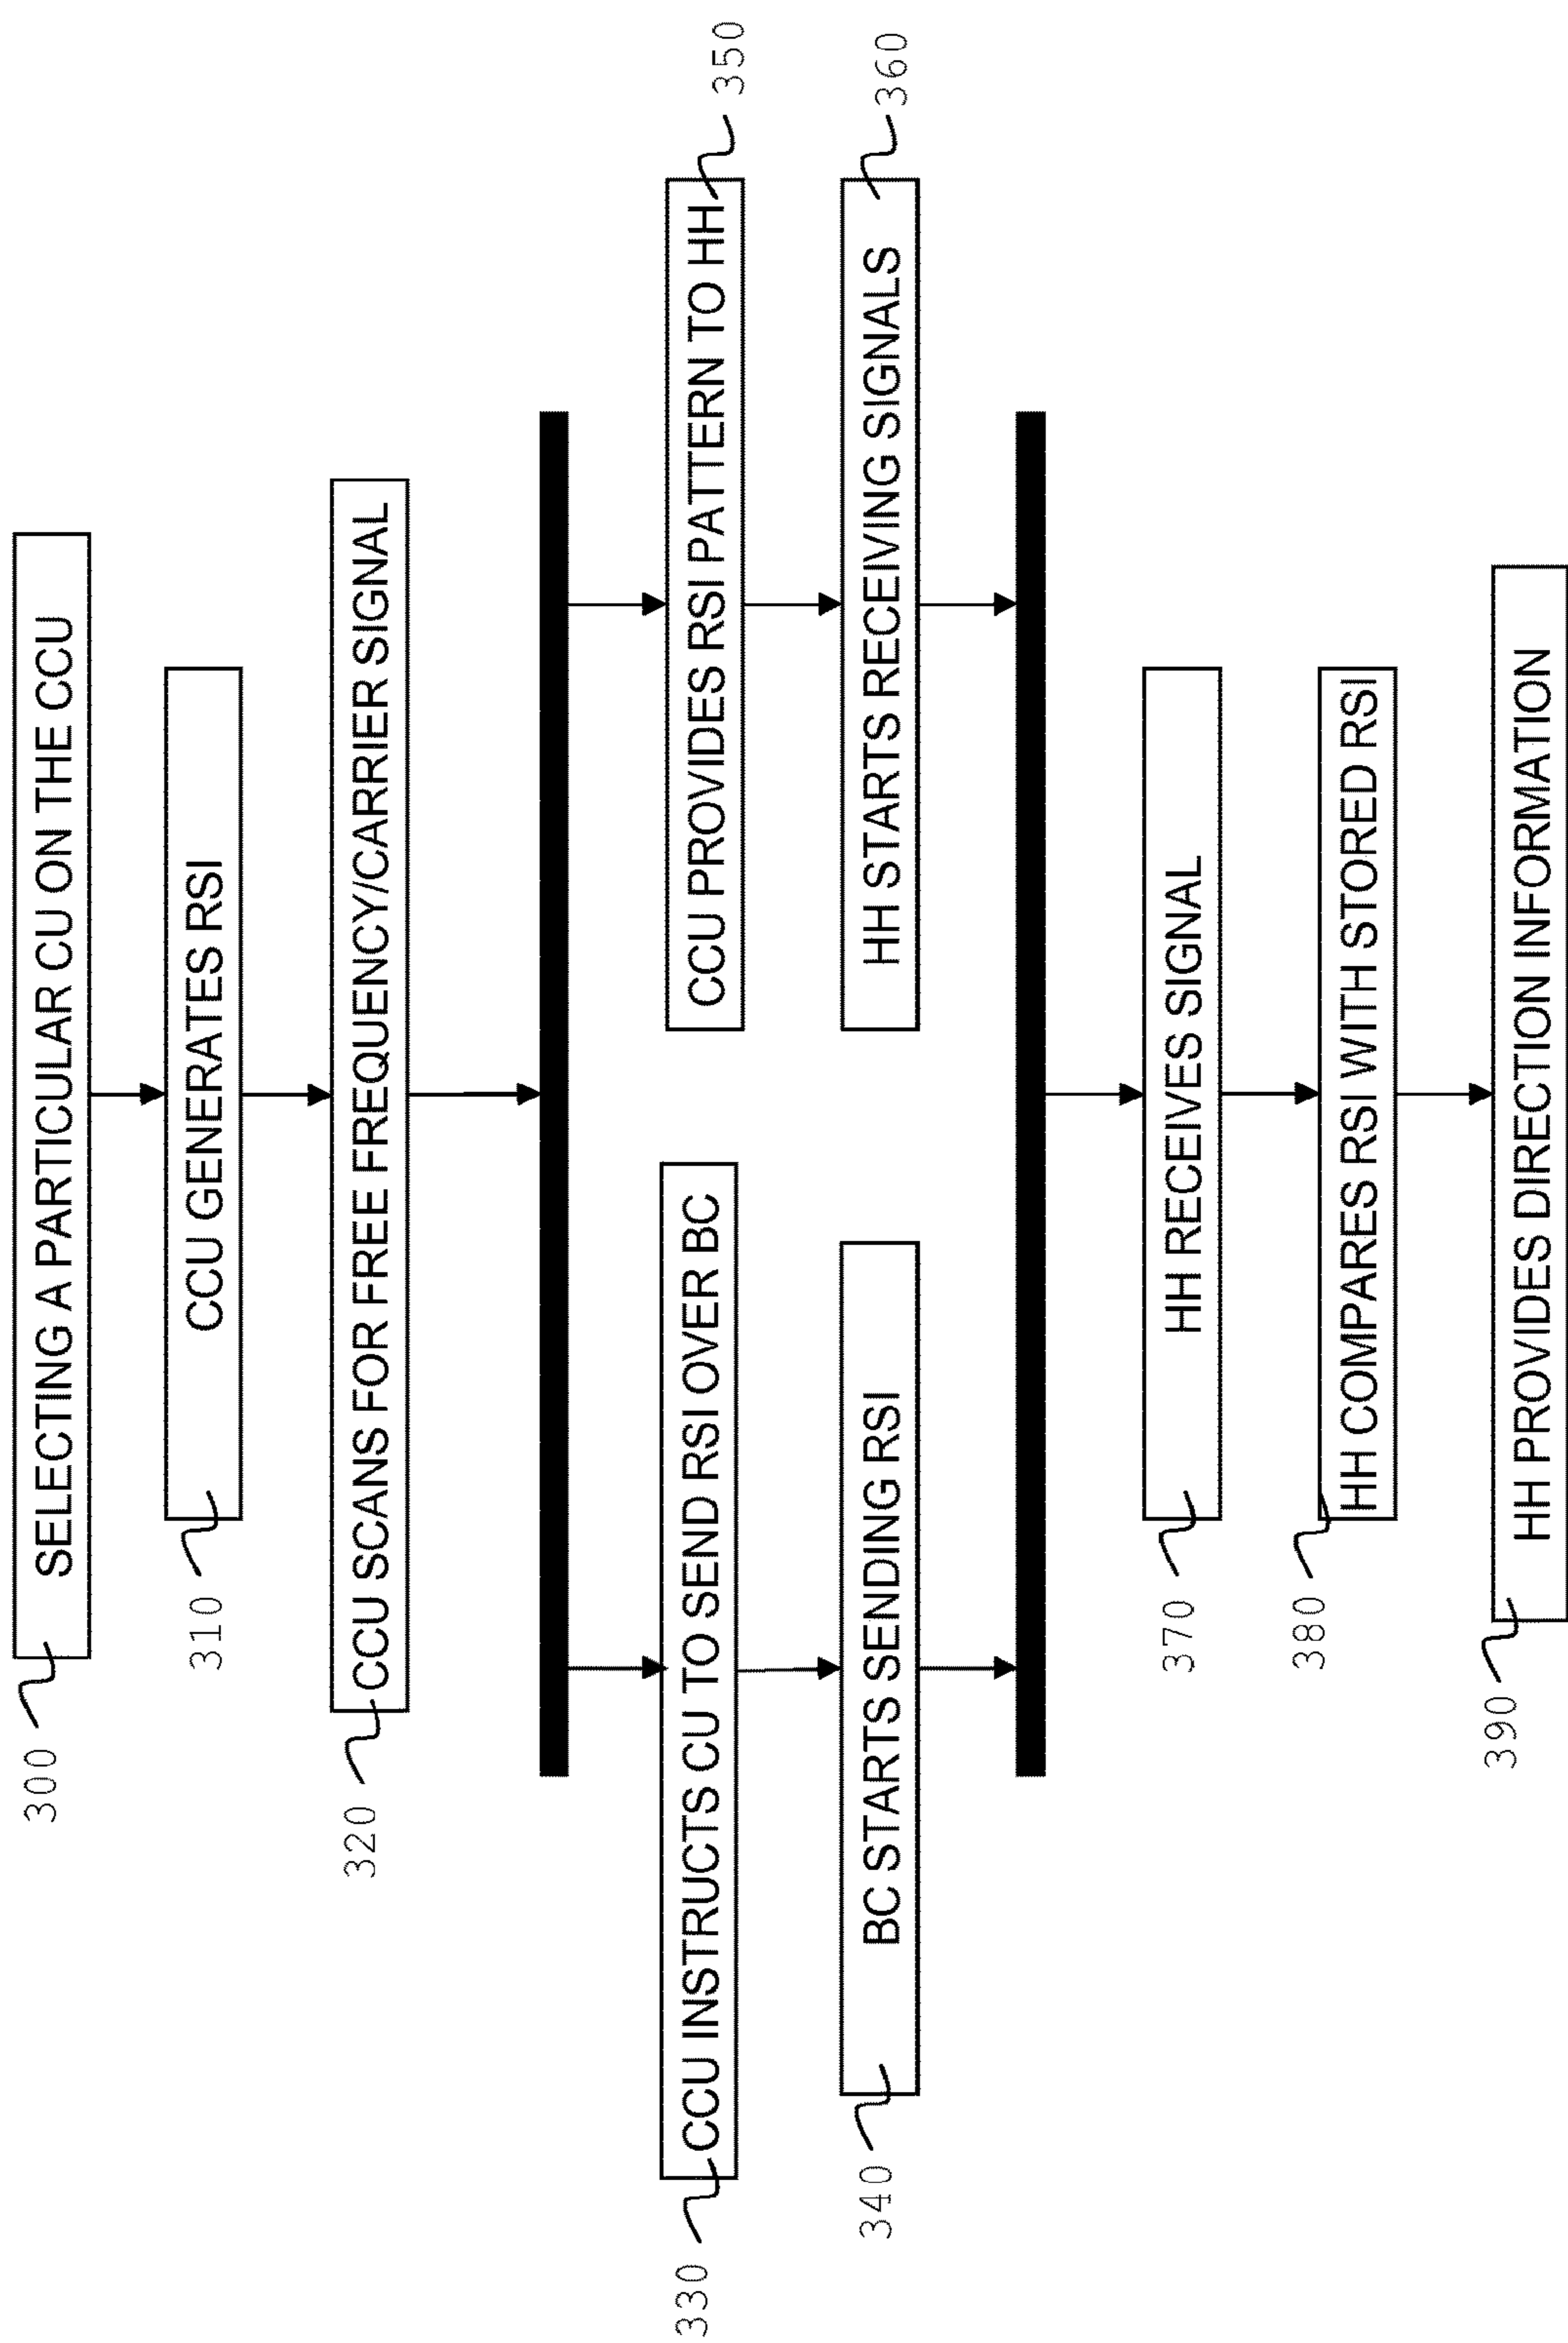 300
SELECTING A PARTICULAR CU ON THE CCU
310
CCU GENERATES RSI
320
CCU SCANS FOR FREE FREQUENCY/CARRIER SIGNAL
330
CCU INSTRUCTS CU TO SEND RSI OVER BC
CCU PROVIDES RSI PATTERN TO HH
350
340
BC STARTS SENDING RSI
HH STARTS RECEIVING SIGNALS
360
370
HH RECEIVES SIGNAL
380
HH COMPARES RSI WITH STORED RSI
390
HH PROVIDES DIRECTION INFORMATION